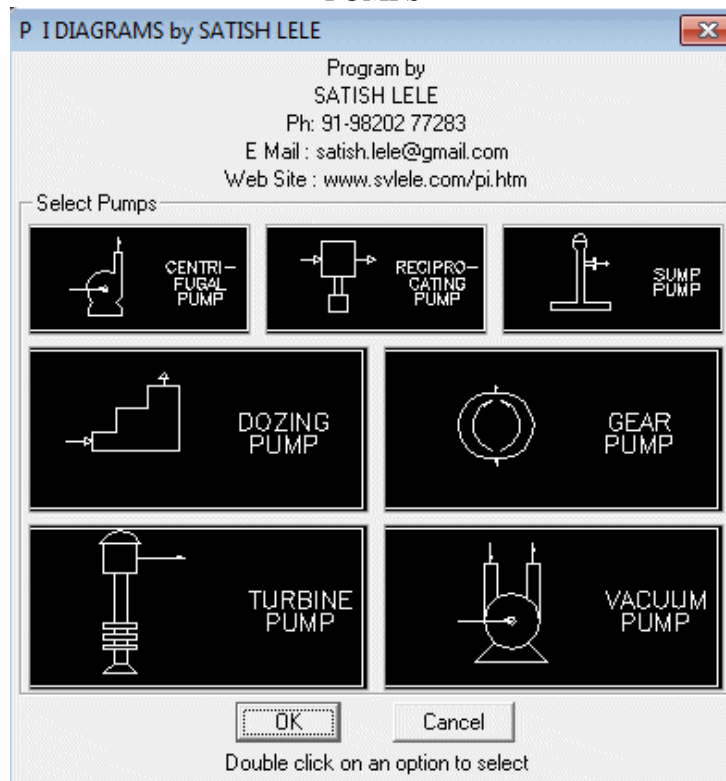 PUMPS
P I DIAGRAMS by SATISH LELE
Program by
SATISH LELE
Ph: 91-98202 77283
E Mail : satish.lele@gmail.com
Web Site : www.svlele.com/pi.htm
Select Pumps
CENTRI-
FUGAL
PUMP
RECIPRO-
CATING
PUMP
SUMP
PUMP
DOZING
PUMP
GEAR
PUMP
TURBINE
PUMP
VACUUM
PUMP
OK
Cancel
Double click on an option to select